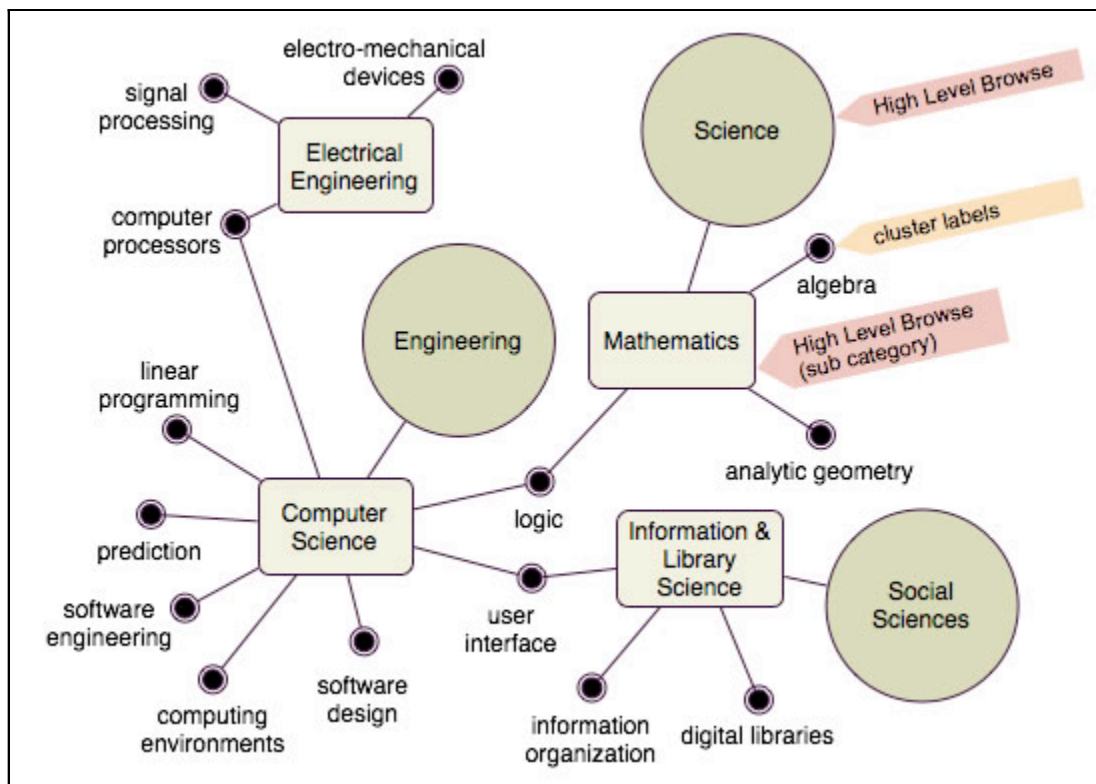 electro-mechanical
devices
signal
processing
Electrical
Engineering
computer
processors
Science
High Level Browse
cluster labels
algebra
Engineering
Mathematics
High Level Browse
(sub category)
linear
programming
analytic geometry
Computer
Science
logic
Information &
Library
Science
prediction
software
engineering
user
interface
Social
Sciences
computing
environments
software
design
information
organization
digital libraries